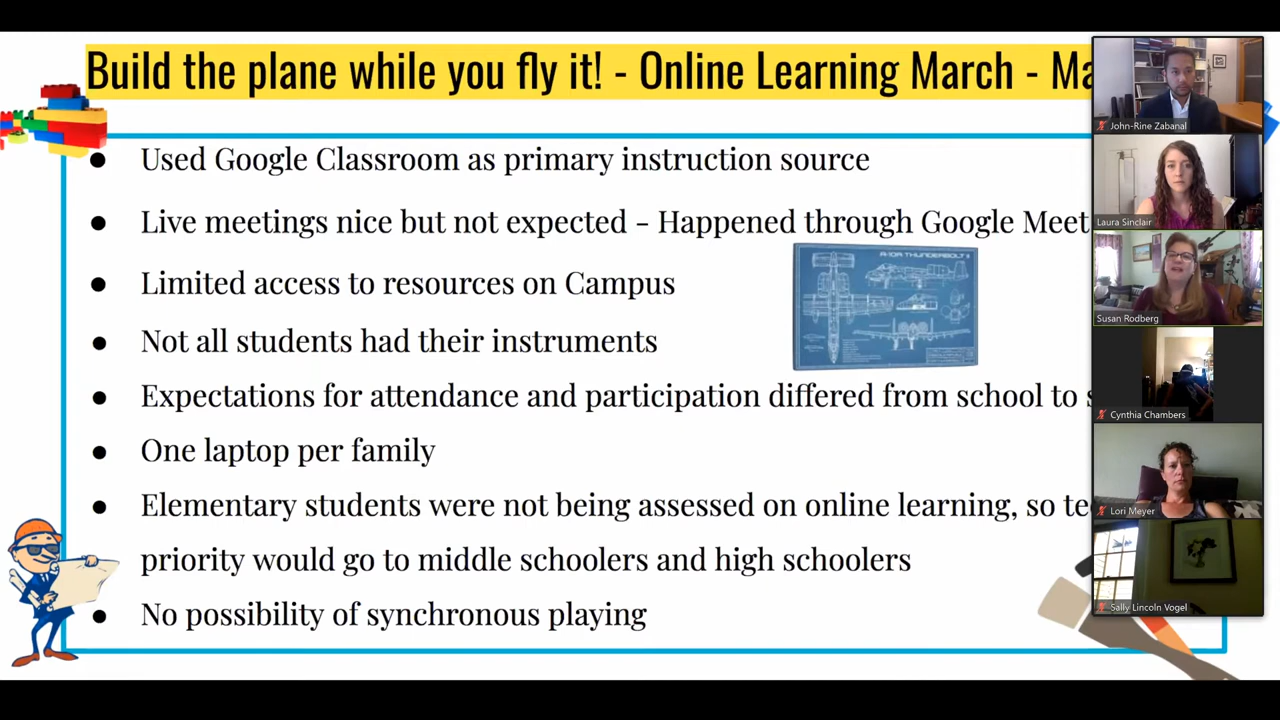 Build the plane while you fly it! - Online Learning March - Ma
● Used Google Classroom as primary instruction source
● Live meetings nice but not expected - Happened through Google Meet
A-10A THUNDERBOLT II
● Limited access to resources on Campus
● Not all students had their instruments
● Expectations for attendance and participation differed from school to s
● One laptop per family
● Elementary students were not being assessed on online learning, so te
priority would go to middle schoolers and high schoolers
● No possibility of synchronous playing
John-Rine Zabanal
Laura Sinclair
Susan Rodberg
Cynthia Chambers
Lori Meyer
Sally Lincoln Vogel